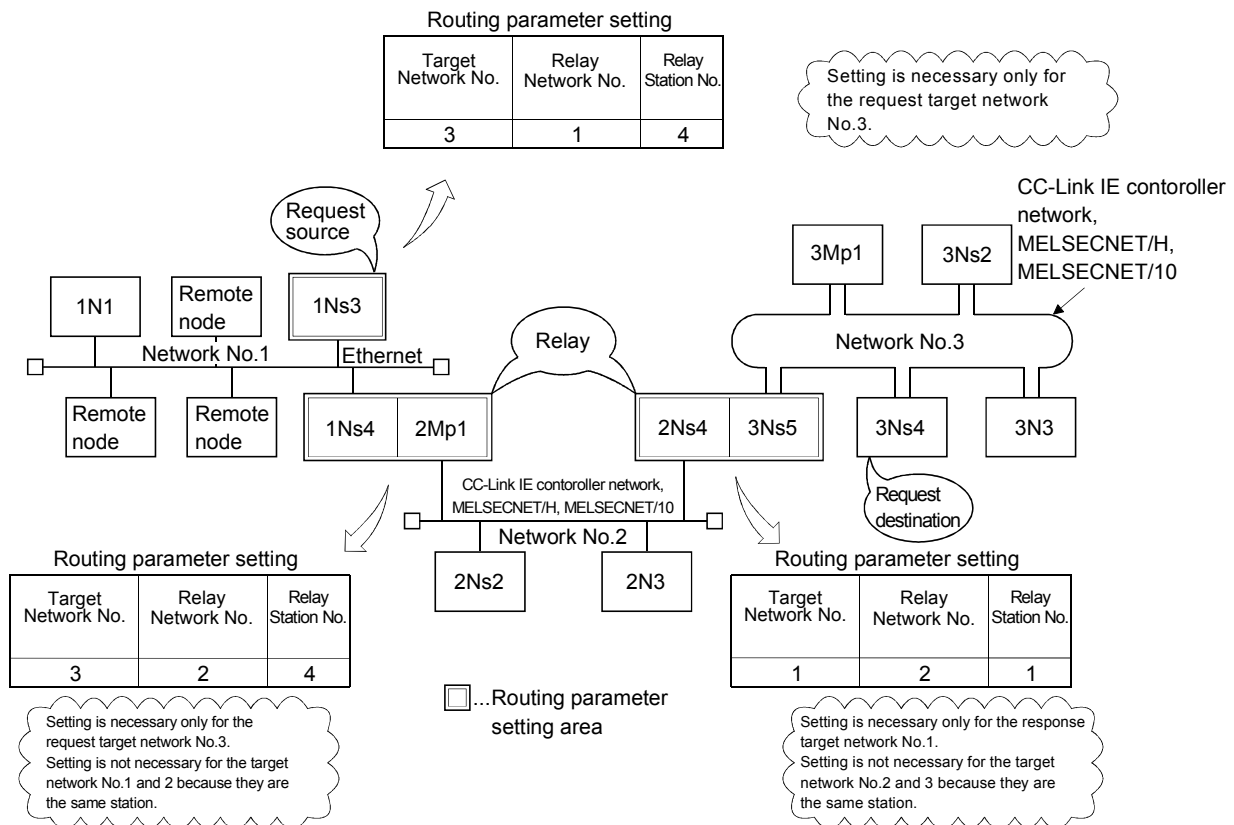 Routing parameter setting
Target
Network No.
Relay
Network No.
Relay
Station No.
3
1
4
Setting is necessary only for
the request target network
No.3.
CC-Link IE contoroller
network,
MELSECNET/H,
MELSECNET/10
Request
source
3Mp1
3Ns2
1N1
Remote
node
1Ns3
Network No.1
Ethernet
Relay
Network No.3
Remote
node
Remote
node
1Ns4
2Mp1
2Ns4
3Ns5
3Ns4
3N3
CC-Link IE contoroller network,
MELSECNET/H, MELSECNET/10
Request
destination
Network No.2
2Ns2
2N3
Routing parameter setting
Target
Network No.
Relay
Network No.
Relay
Station No.
3
2
4
Setting is necessary only for the
request target network No.3.
Setting is not necessary for the target
network No.1 and 2 because they are
the same station.
...Routing parameter
setting area
Routing parameter setting
Target
Network No.
Relay
Network No.
Relay
Station No.
1
2
1
Setting is necessary only for the response
target network No.1.
Setting is not necessary for the target
network No.2 and 3 because they are
the same station.